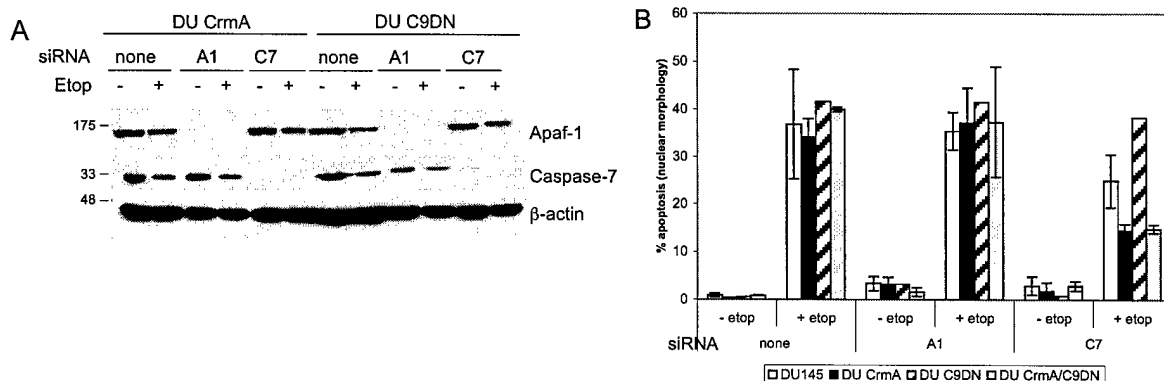 A
DU CrmA DU C9DN
siRNA none A1 C7 none A1 C7
Etop - + - + - + - + - + - +
175
Apaf-1
33
Caspase-7
48
β-actin
B
% apoptosis (nuclear morphology)
60
50
40
30
20
10
0
- etop + etop - etop + etop - etop + etop
siRNA none A1 C7
DU145 DU CrmA DU C9DN DU CrmA/C9DN